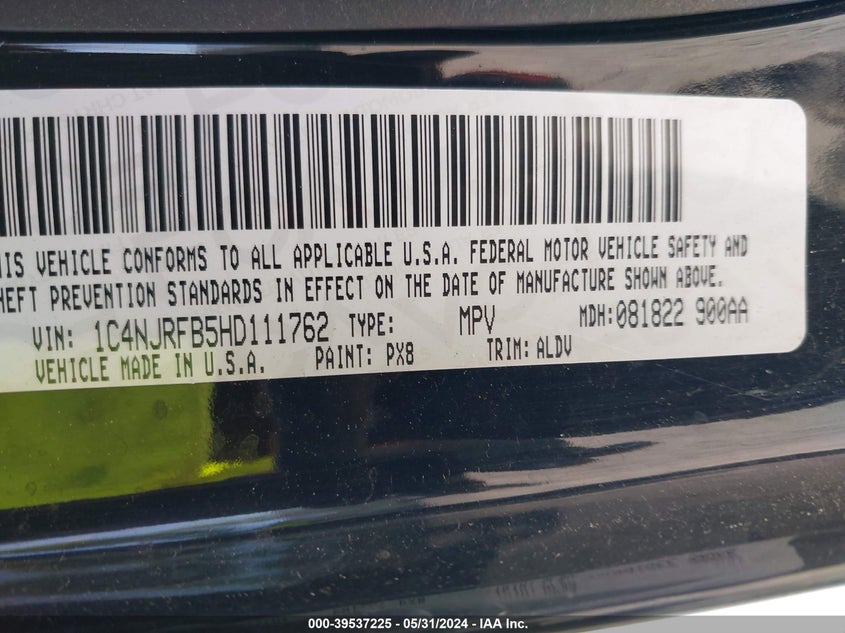 HIS VEHICLE CONFORMS TO ALL APPLICABLE U.S.A. FEDERAL MOTOR VEHICLE SAFETY AND
HEFT PREVENTION STANDARDS IN EFFECT ON THE DATE OF MANUFACTURE SHOWN ABOVE.
VIN: 1C4NJRFB5HD111762 TYPE: MPV MDH: 081822 900AA
VEHICLE MADE IN U.S.A. PAINT: PX8 TRIM: ALDV
000-39537225 - 05/31/2024 - IAA Inc.